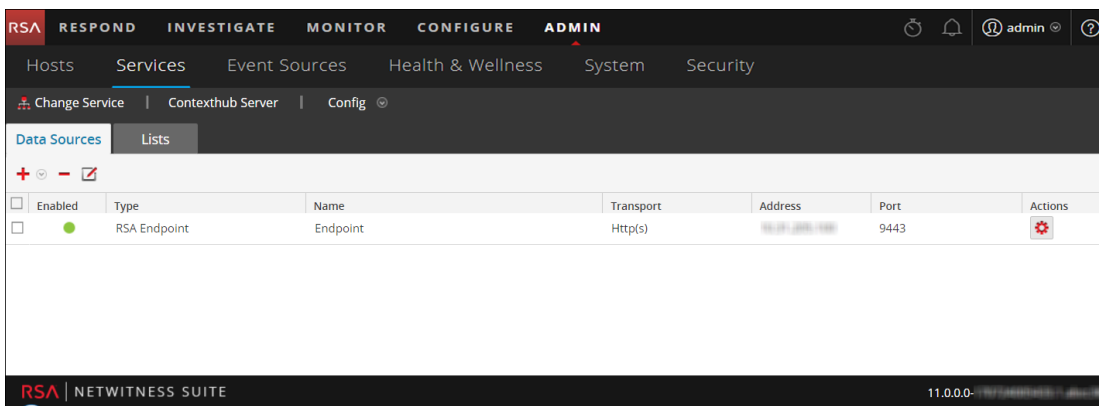 RSA RESPOND INVESTIGATE MONITOR CONFIGURE ADMIN admin
Hosts Services Event Sources Health & Wellness System Security
Change Service | Contexthub Server | Config
Data Sources Lists
Enabled Type Name Transport Address Port Actions
RSA Endpoint Endpoint Http(s) 9443
RSA NETWITNESS SUITE 11.0.0.0-